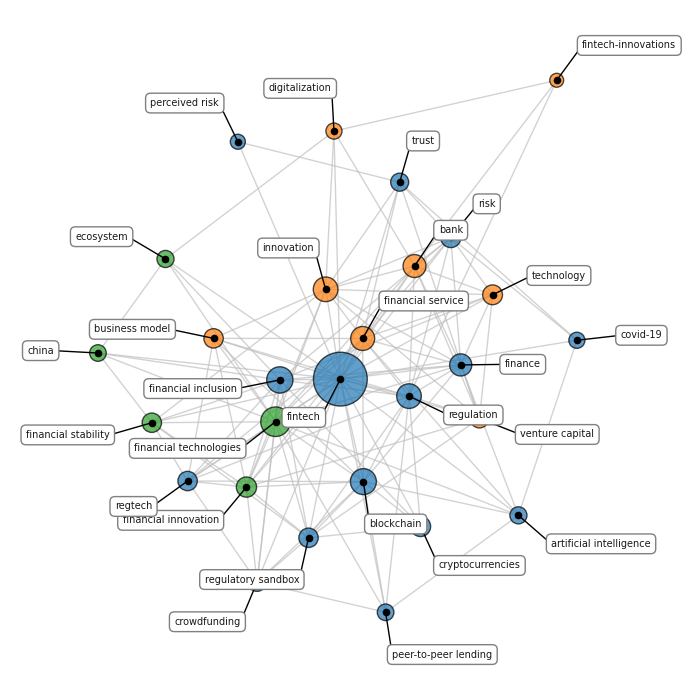 fintech-innovations
digitalization
perceived risk
trust
risk
bank
ecosystem
innovation
technology
financial service
business model
covid-19
china
finance
financial inclusion
regulation
fintech
financial stability
venture capital
financial technologies
regtech
financial innovation
blockchain
artificial intelligence
cryptocurrencies
regulatory sandbox
crowdfunding
peer-to-peer lending